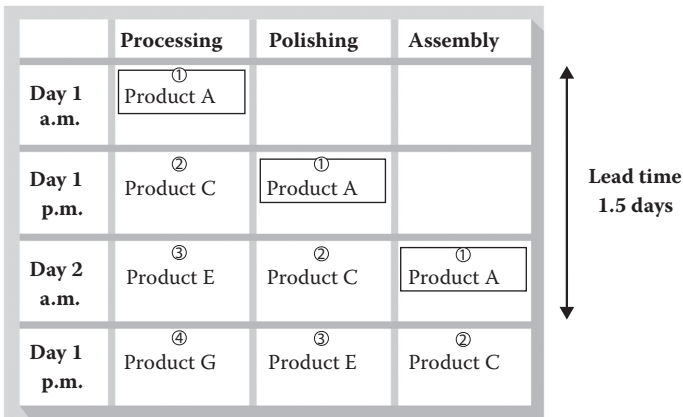 Processing Polishing Assembly
①
Day 1 Product A
a.m.
② ①
Day 1 Product C Product A
p.m.
Lead time
1.5 days
③ ② ①
Day 2 Product E Product C Product A
a.m.
④ ③ ②
Day 1 Product G Product E Product C
p.m.